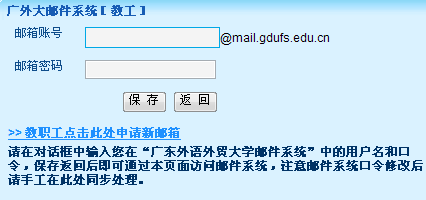 广外大邮件系统[教工]
邮箱账号 @mail.gdufs.edu.cn
邮箱密码
保 存 返 回
>> 教职工点击此处申请新邮箱
请在对话框中输入您在“广东外语外贸大学邮件系统”中的用户名和口
令，保存返回后即可通过本页面访问邮件系统，注意邮件系统口令修改后
请手工在此处同步处理。